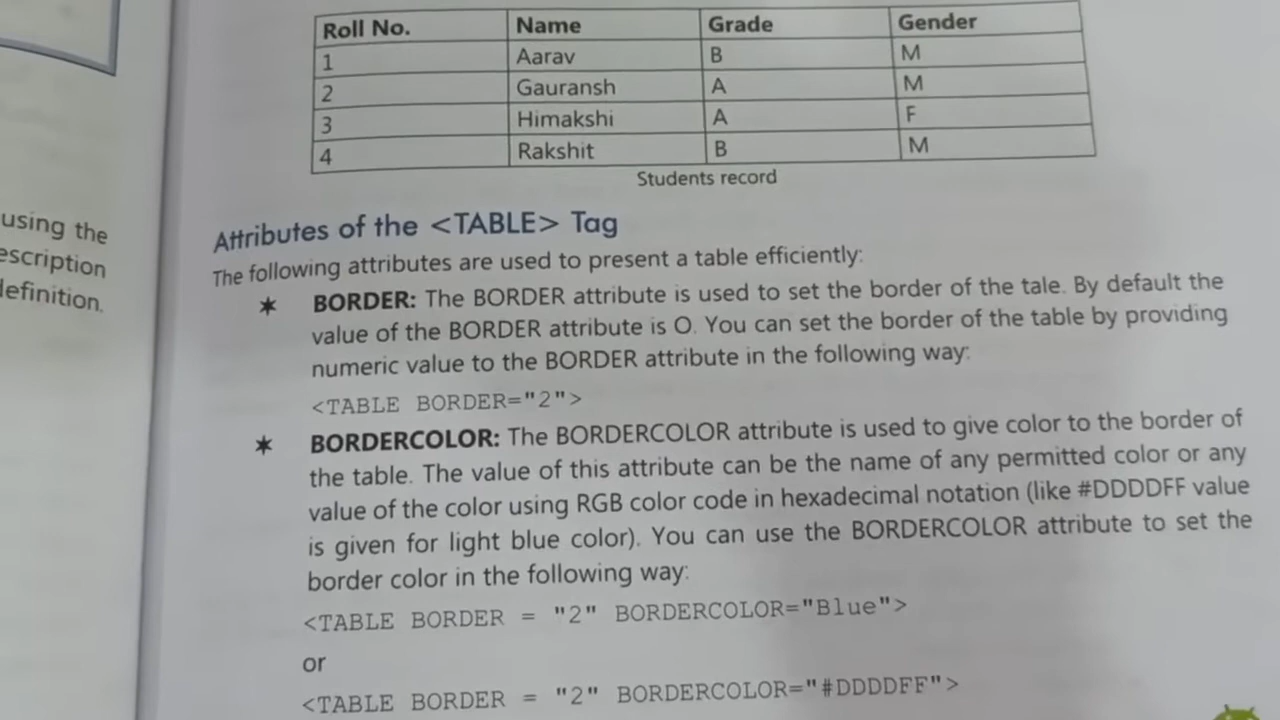 Roll No. Name Grade Gender
1 Aarav B M
2 Gauransh A M
3 Himakshi A F
4 Rakshit B M
Students record
using the
escription
definition.
Attributes of the <TABLE> Tag
The following attributes are used to present a table efficiently:
✶ BORDER: The BORDER attribute is used to set the border of the tale. By default the
value of the BORDER attribute is O. You can set the border of the table by providing
numeric value to the BORDER attribute in the following way:
<TABLE BORDER="2">
✶ BORDERCOLOR: The BORDERCOLOR attribute is used to give color to the border of
the table. The value of this attribute can be the name of any permitted color or any
value of the color using RGB color code in hexadecimal notation (like #DDDDFF value
is given for light blue color). You can use the BORDERCOLOR attribute to set the
border color in the following way:
<TABLE BORDER = "2" BORDERCOLOR="Blue">
or
<TABLE BORDER = "2" BORDERCOLOR="#DDDDFF">